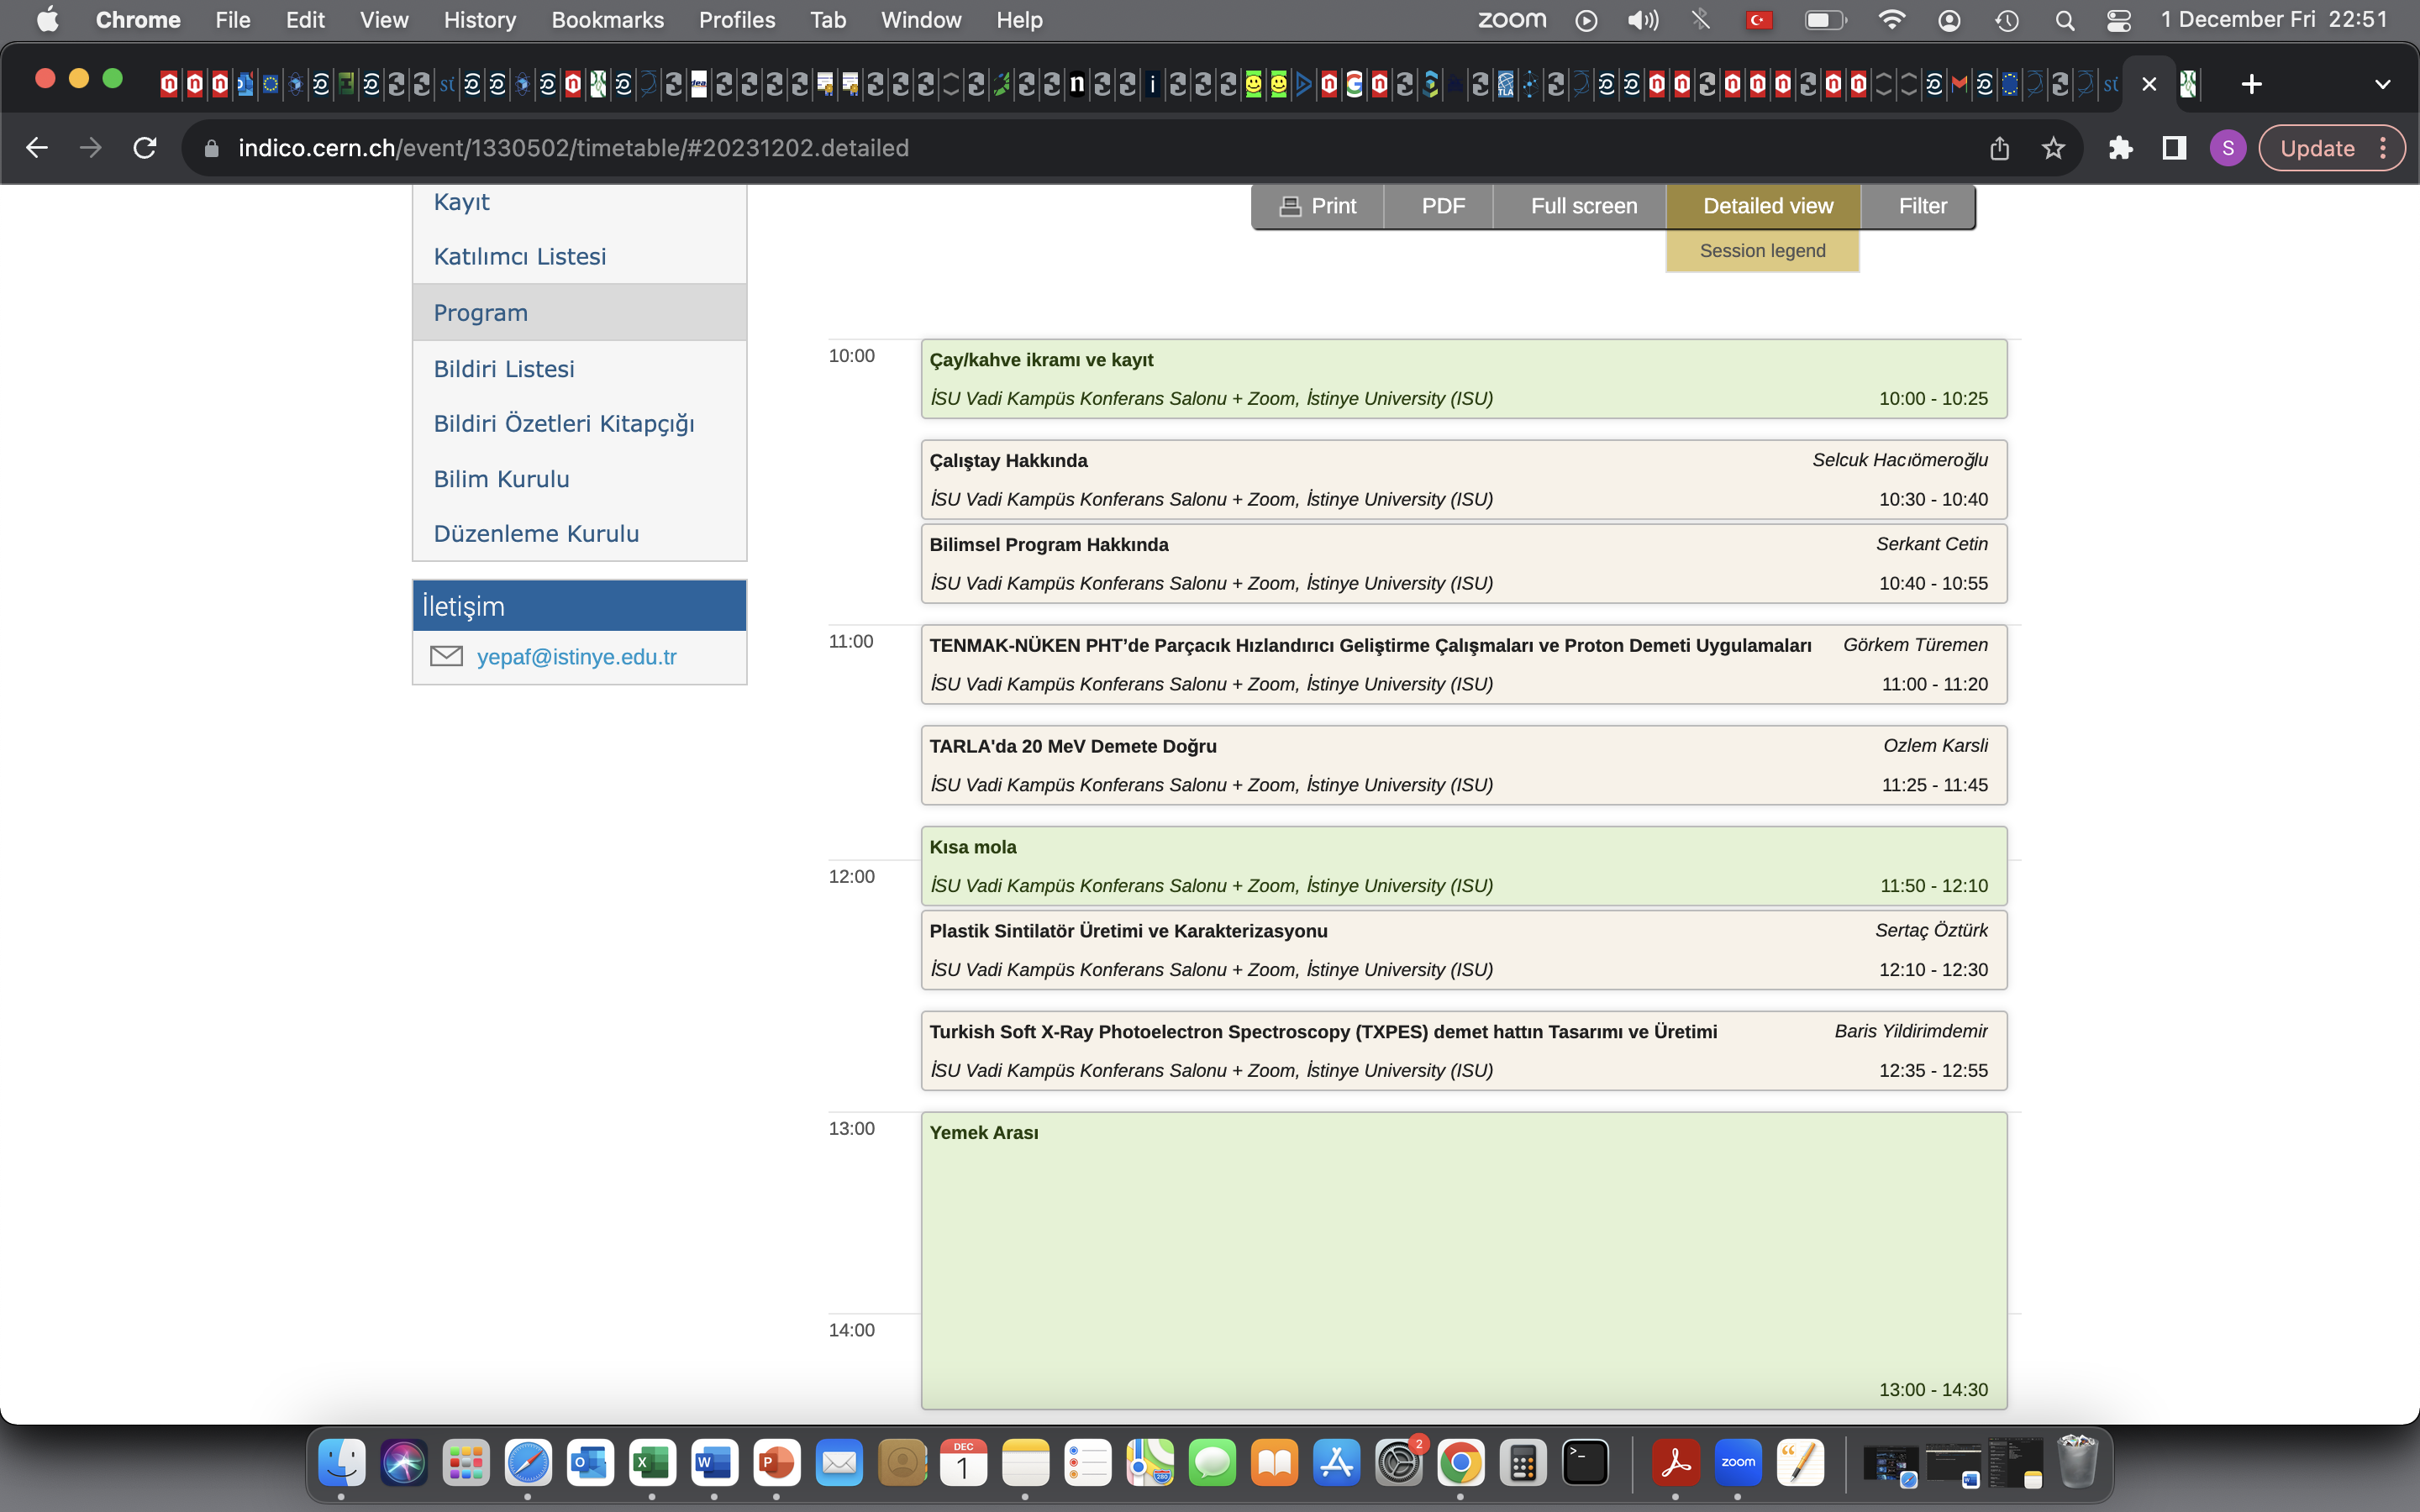 Chrome File Edit View History Bookmarks Profiles Tab Window Help zoom 1 December Fri 22:51
indico.cern.ch/event/1330502/timetable/#20231202.detailed S Update
Kayıt
Katılımcı Listesi
Program
Bildiri Listesi
Bildiri Özetleri Kitapçığı
Bilim Kurulu
Düzenleme Kurulu
İletişim
yepaf@istinye.edu.tr
Print PDF Full screen Detailed view Filter
Session legend
10:00
Çay/kahve ikramı ve kayıt
İSU Vadi Kampüs Konferans Salonu + Zoom, İstinye University (ISU) 10:00 - 10:25
Çalıştay Hakkında Selcuk Hacıömeroğlu
İSU Vadi Kampüs Konferans Salonu + Zoom, İstinye University (ISU) 10:30 - 10:40
Bilimsel Program Hakkında Serkant Cetin
İSU Vadi Kampüs Konferans Salonu + Zoom, İstinye University (ISU) 10:40 - 10:55
11:00
TENMAK-NÜKEN PHT’de Parçacık Hızlandırıcı Geliştirme Çalışmaları ve Proton Demeti Uygulamaları Görkem Türemen
İSU Vadi Kampüs Konferans Salonu + Zoom, İstinye University (ISU) 11:00 - 11:20
TARLA'da 20 MeV Demete Doğru Ozlem Karsli
İSU Vadi Kampüs Konferans Salonu + Zoom, İstinye University (ISU) 11:25 - 11:45
Kısa mola
12:00
İSU Vadi Kampüs Konferans Salonu + Zoom, İstinye University (ISU) 11:50 - 12:10
Plastik Sintilatör Üretimi ve Karakterizasyonu Sertaç Öztürk
İSU Vadi Kampüs Konferans Salonu + Zoom, İstinye University (ISU) 12:10 - 12:30
Turkish Soft X-Ray Photoelectron Spectroscopy (TXPES) demet hattın Tasarımı ve Üretimi Baris Yildirimdemir
İSU Vadi Kampüs Konferans Salonu + Zoom, İstinye University (ISU) 12:35 - 12:55
13:00
Yemek Arası
14:00
13:00 - 14:30
DEC
1
2
zoom